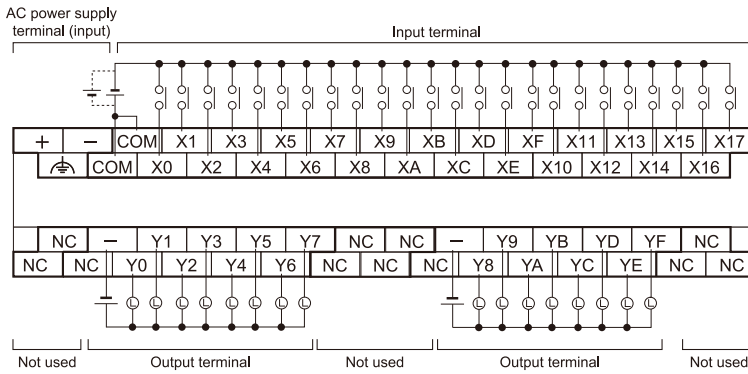 AC power supply
terminal (input)
Input terminal
+ − COM X1 X3 X5 X7 X9 XB XD XF X11 X13 X15 X17
COM X0 X2 X4 X6 X8 XA XC XE X10 X12 X14 X16
NC − Y1 Y3 Y5 Y7 NC NC − Y9 YB YD YF NC
NC NC Y0 Y2 Y4 Y6 NC NC NC Y8 YA YC YE NC NC
L L L L L L L L L L L L L L L L
Not used Output terminal Not used Output terminal Not used